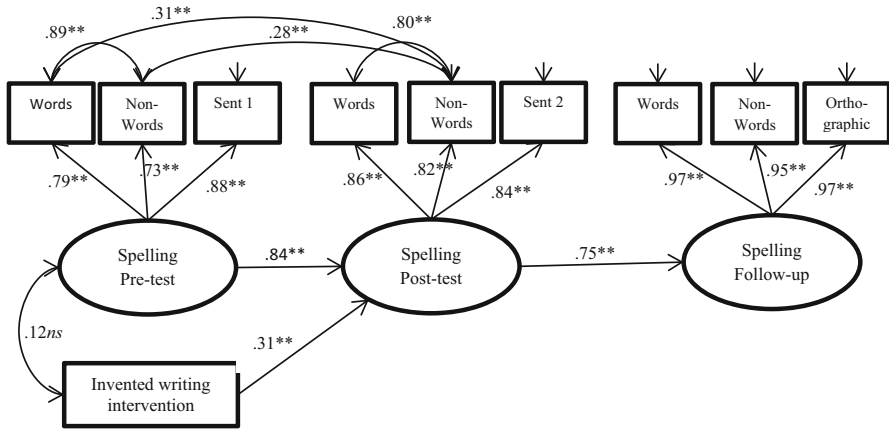 .31**
.89**
.28**
.80**
Words
Non-
Words
Sent 1
Words
Non-
Words
Sent 2
Words
Non-
Words
Ortho-
graphic
.79**
.73**
.88**
.86**
.82**
.84**
.97**
.95**
.97**
Spelling
Pre-test
.84**
Spelling
Post-test
.75**
Spelling
Follow-up
.12ns
.31**
Invented writing
intervention